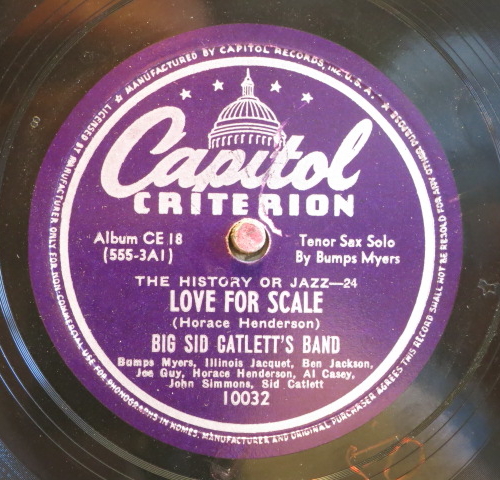 ★ MANUFACTURED BY CAPITOL RECORDS, INC. U. S. A. ★
Capitol
CRITERION
Album CE 18
(555-3A1)
Tenor Sax Solo
By Bumps Myers
THE HISTORY OR JAZZ—24
LOVE FOR SCALE
(Horace Henderson)
BIG SID CATLETT'S BAND
Bumps Myers, Illinois Jacquet, Ben Jackson,
Joe Guy, Horace Henderson, Al Casey,
John Simmons, Sid Catlett
10032
LICENSED BY MANUFACTURER ONLY FOR NON-COMMERCIAL USE FOR PHONOGRAPHS IN HOMES. MANUFACTURER AND ORIGINAL PURCHASER AGREES THIS RECORD SHALL NOT BE RESOLD FOR ANY OTHER PURPOSE